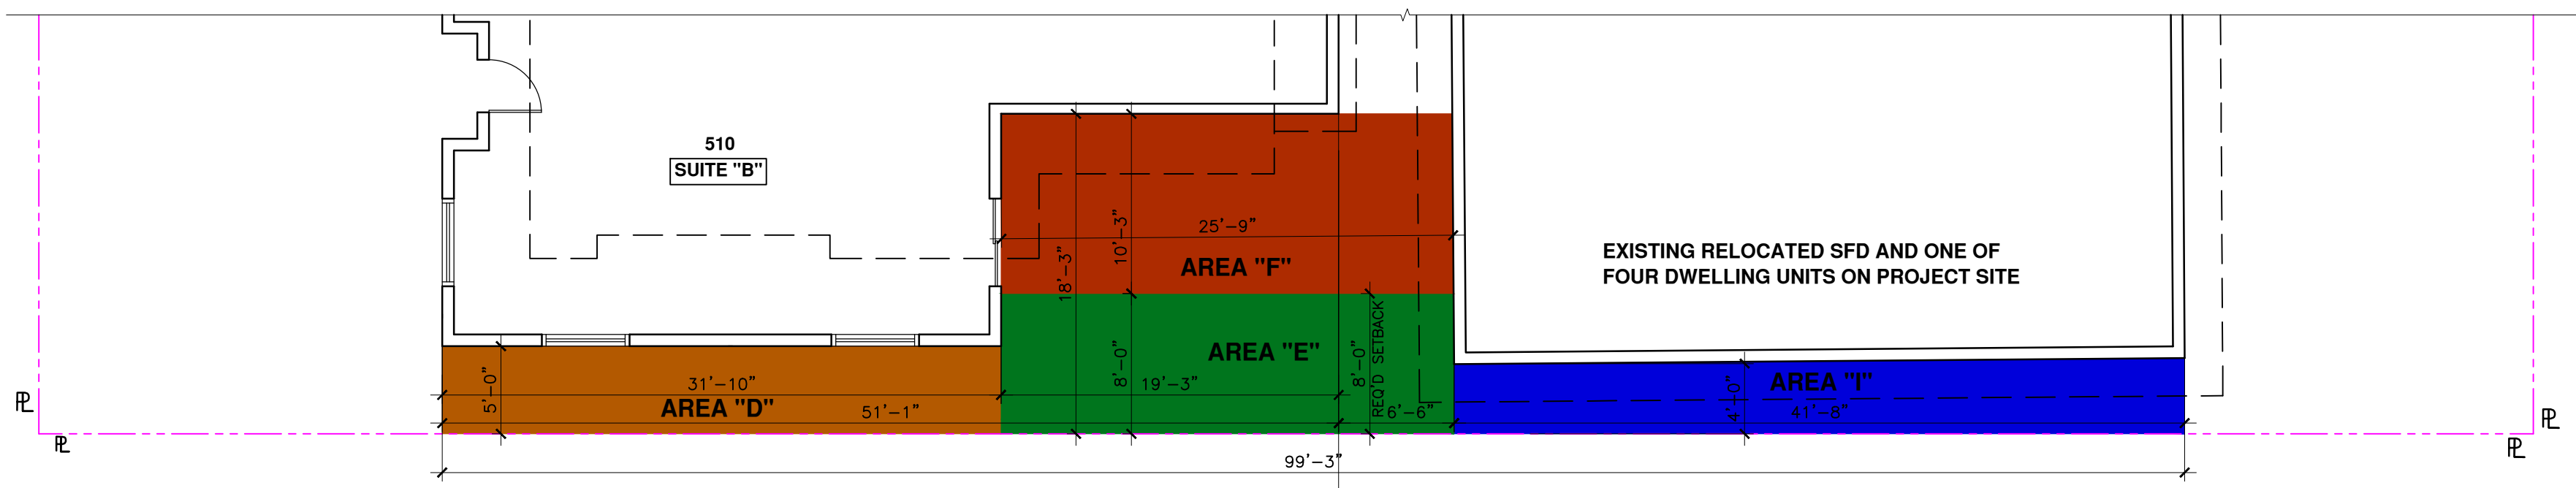 510
SUITE "B"
18'-3"
10'-3"
25'-9"
AREA "F"
EXISTING RELOCATED SFD AND ONE OF
FOUR DWELLING UNITS ON PROJECT SITE
AREA "E"
8'-0"
8'-0"
REQ'D SETBACK
5'-0"
31'-10"
19'-3"
AREA "D"
51'-1"
6'-6"
4'-0"
AREA "I"
41'-8"
PL
PL
PL
PL
99'-3"